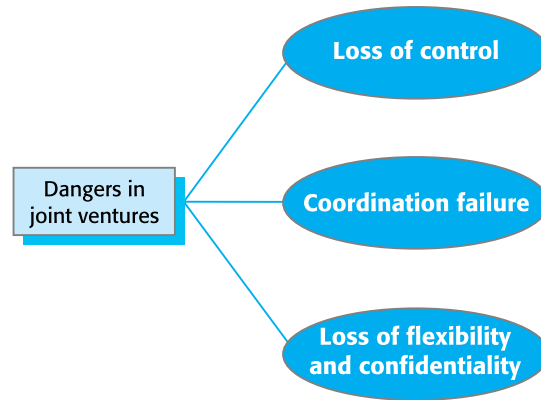 Loss of control
Dangers in
joint ventures
Coordination failure
Loss of flexibility
and confidentiality